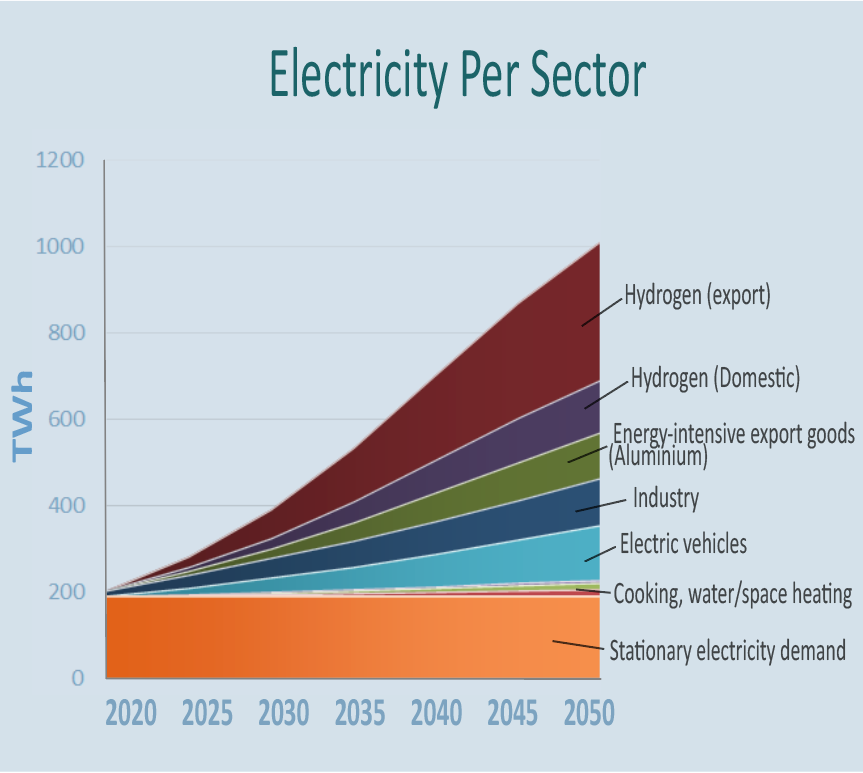 Electricity Per Sector
1200
1000
800
600
400
200
0
TWh
Hydrogen (export)
Hydrogen (Domestic)
Energy-intensive export goods
(Aluminium)
Industry
Electric vehicles
Cooking, water/space heating
Stationary electricity demand
2020 2025 2030 2035 2040 2045 2050